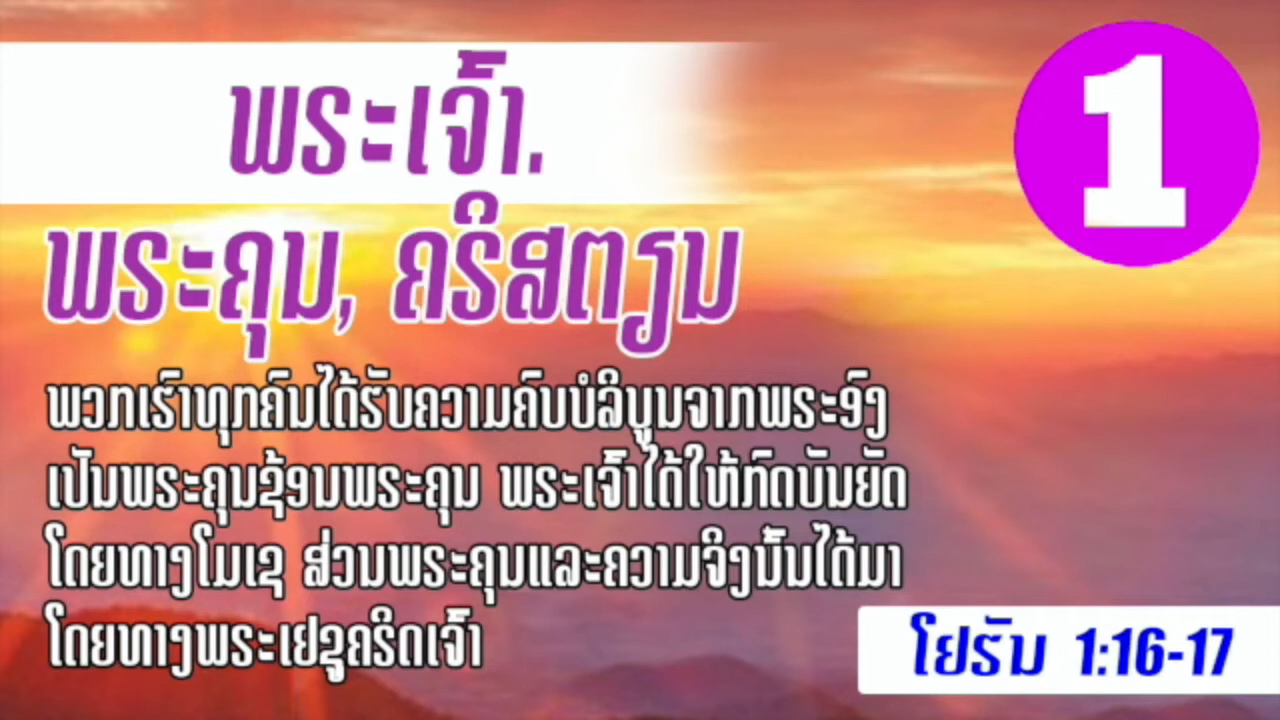 ພຣະເຈົ້າ.
1
ພຣະຄຸນ, ຄຣິສຕຽນ
ພວກເຮົາທຸກຄົນໄດ້ຮັບຄວາມຄົບບໍລິບູນຈາກພຣະອົງ
ເປັນພຣະຄຸນຊ້ອນພຣະຄຸນ ພຣະເຈົ້າໄດ້ໃຫ້ກົດບັນຍັດ
ໂດຍທາງໂມເຊ ສ່ວນພຣະຄຸນແລະຄວາມຈິງນັ້ນໄດ້ມາ
ໂດຍທາງພຣະເຢຊູຄຣິດເຈົ້າ
ໂຢຮັນ 1:16-17